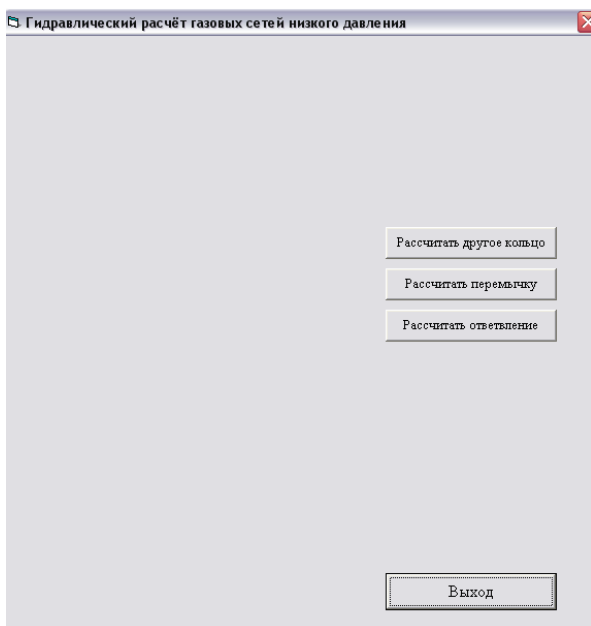 Гидравлический расчёт газовых сетей низкого давления
Рассчитать другое кольцо
Рассчитать перемычку
Рассчитать ответвление
Выход